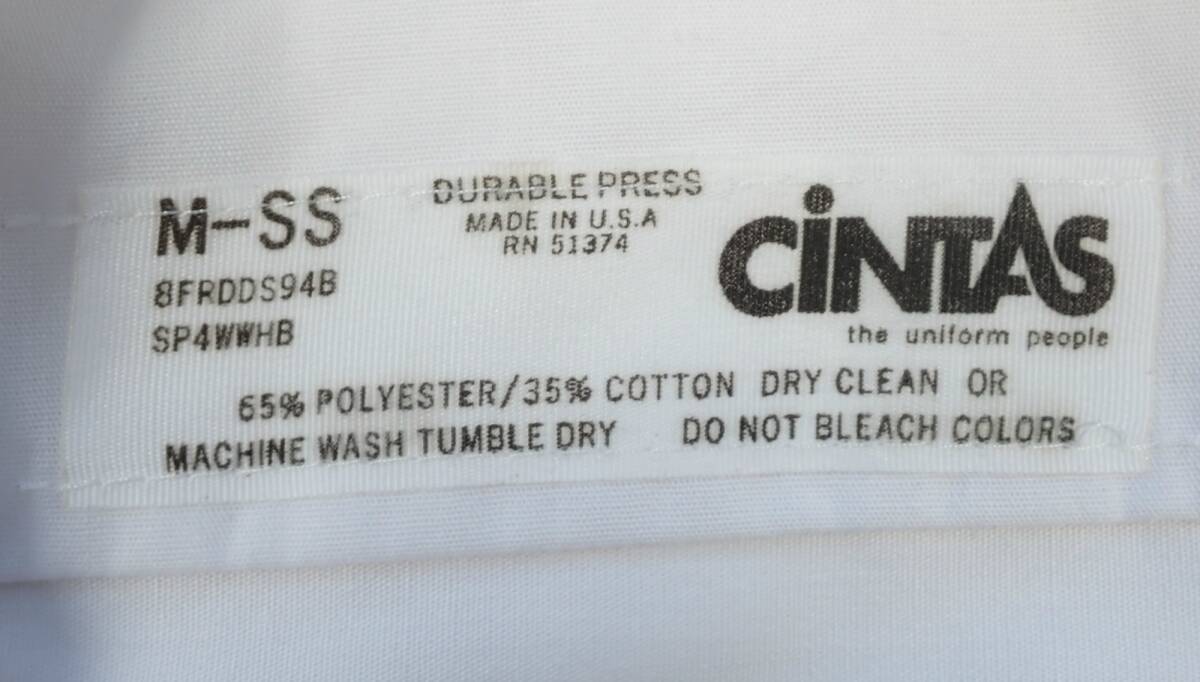 M-SS
8FRDDS94B
SP4WWHB
DURABLE PRESS
MADE IN U.S.A
RN 51374
CINTAS
the uniform people
65% POLYESTER/35% COTTON DRY CLEAN OR
MACHINE WASH TUMBLE DRY DO NOT BLEACH COLORS